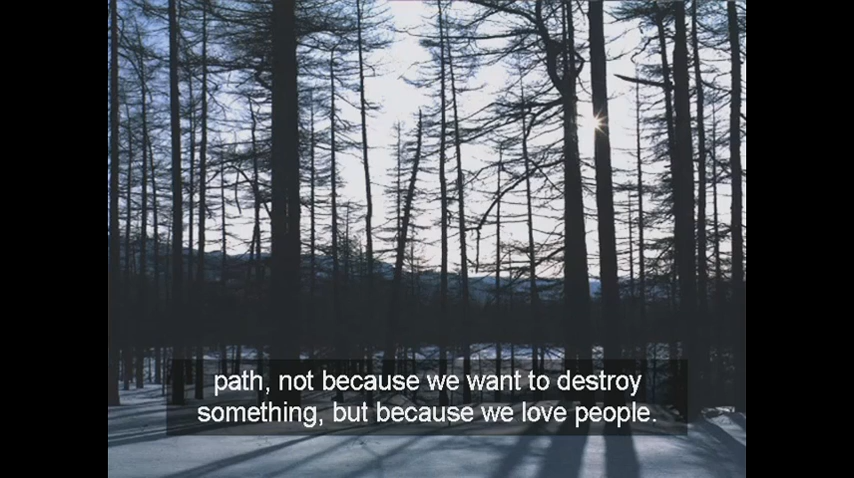 path, not because we want to destroy
something, but because we love people.